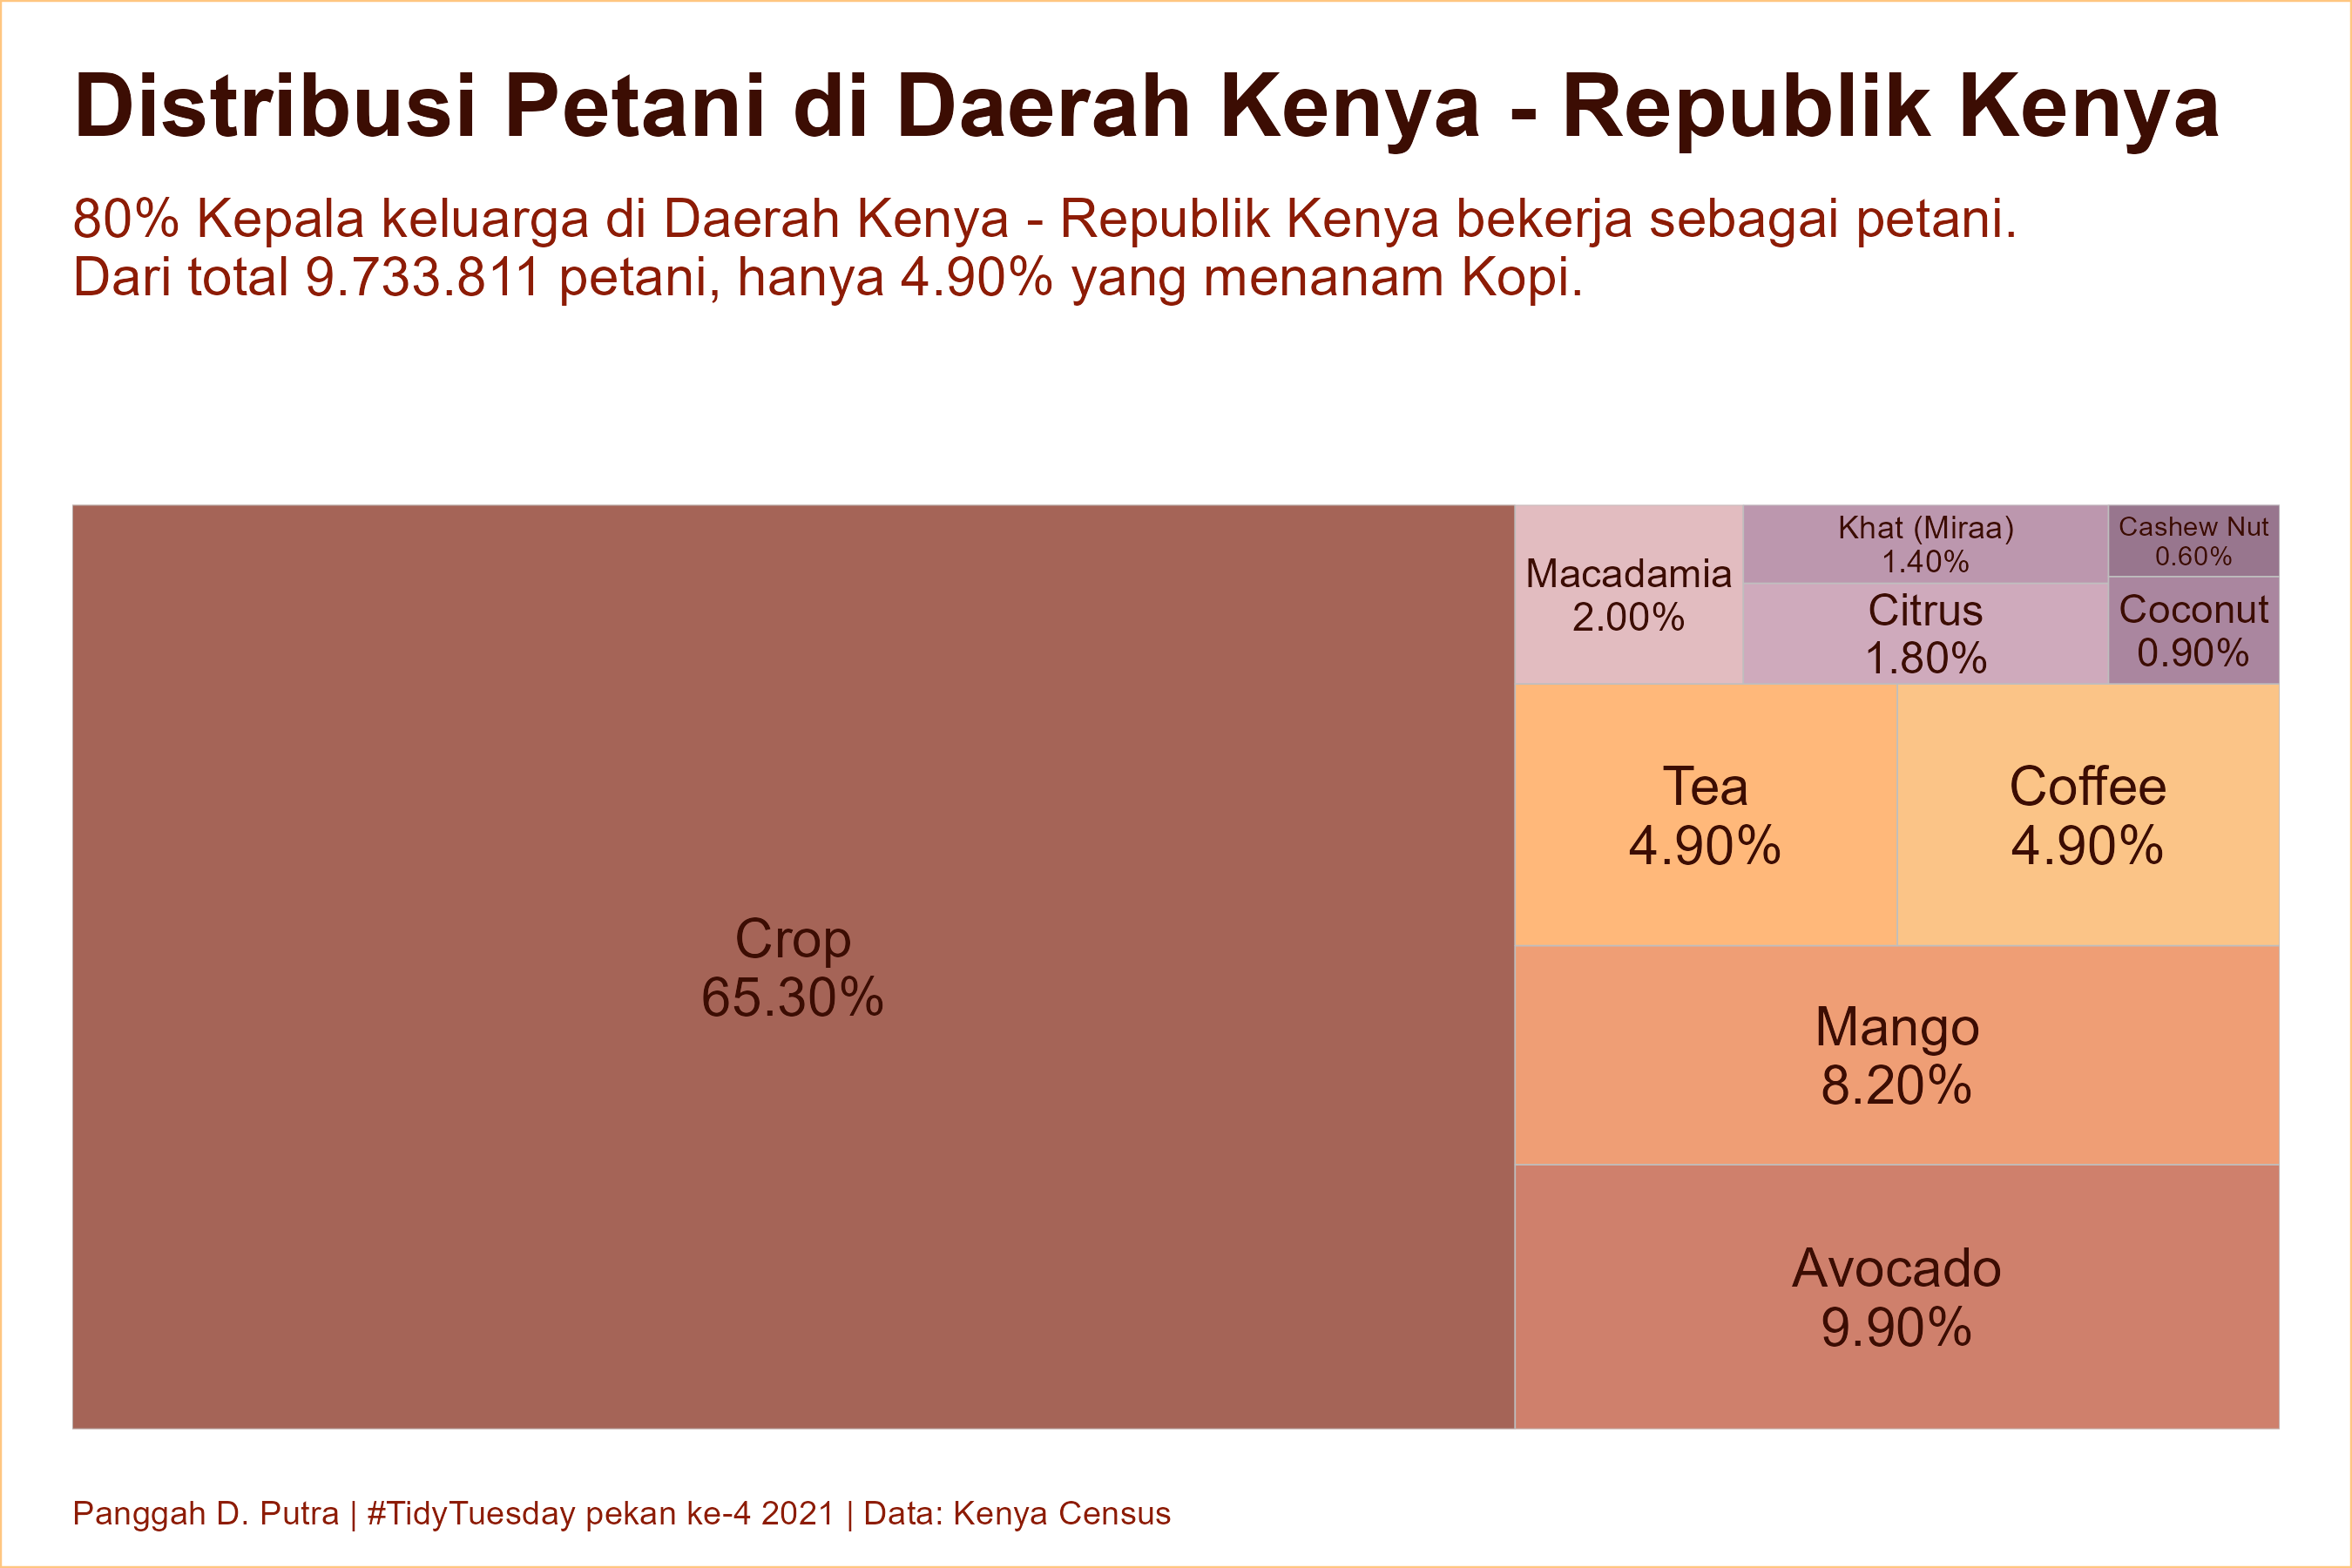 Distribusi Petani di Daerah Kenya - Republik Kenya
80% Kepala keluarga di Daerah Kenya - Republik Kenya bekerja sebagai petani.
Dari total 9.733.811 petani, hanya 4.90% yang menanam Kopi.
Crop
65.30%
Macadamia
2.00%
Khat (Miraa)
1.40%
Citrus
1.80%
Cashew Nut
0.60%
Coconut
0.90%
Tea
4.90%
Coffee
4.90%
Mango
8.20%
Avocado
9.90%
Panggah D. Putra | #TidyTuesday pekan ke-4 2021 | Data: Kenya Census